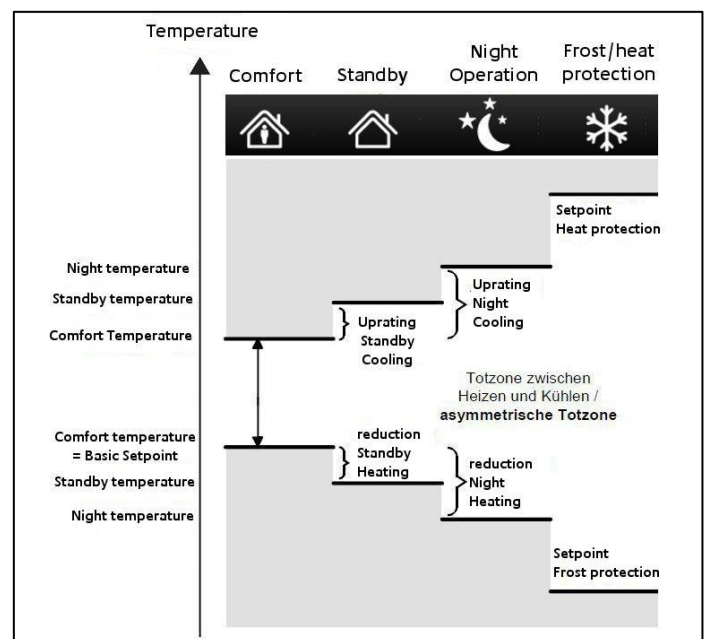 Temperature
Comfort
Standby
Night
Operation
Frost/heat
protection
Setpoint
Heat protection
Night temperature
Standby temperature
Comfort Temperature
Uprating
Night
Cooling
Uprating
Standby
Cooling
Totzone zwischen
Heizen und Kühlen /
asymmetrische Totzone
Comfort temperature
= Basic Setpoint
Standby temperature
Night temperature
reduction
Standby
Heating
reduction
Night
Heating
Setpoint
Frost protection